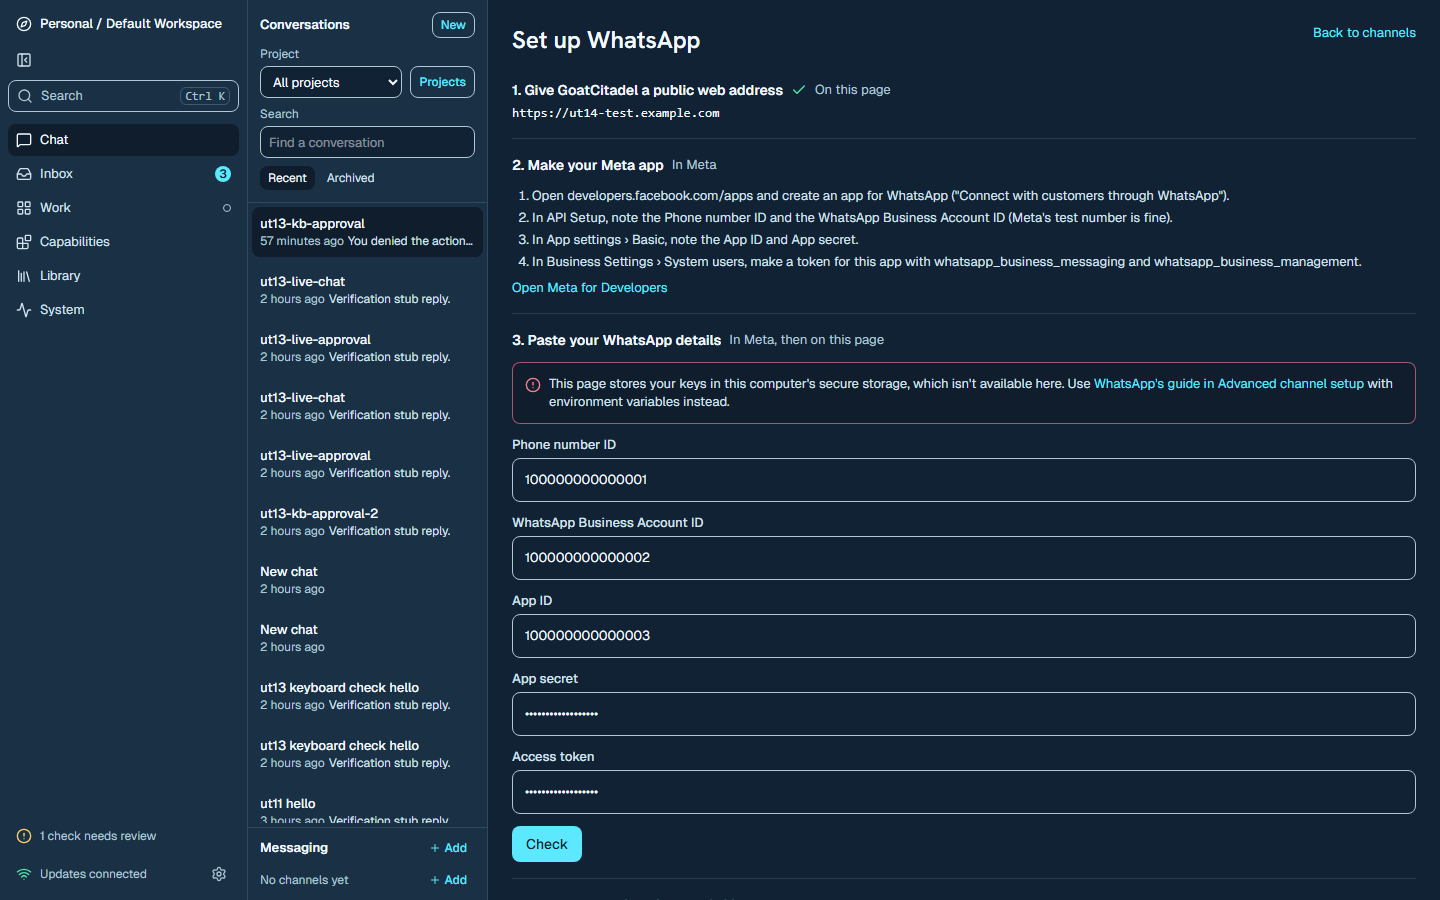 Personal / Default Workspace
Search
Ctrl K
Chat
Inbox
3
Work
Capabilities
Library
System
1 check needs review
Updates connected
Conversations
New
Project
All projects
Projects
Search
Find a conversation
Recent
Archived
ut13-kb-approval
57 minutes ago You denied the action...
ut13-live-chat
2 hours ago Verification stub reply.
ut13-live-approval
2 hours ago Verification stub reply.
ut13-live-chat
2 hours ago Verification stub reply.
ut13-live-approval
2 hours ago Verification stub reply.
ut13-kb-approval-2
2 hours ago Verification stub reply.
New chat
2 hours ago
New chat
2 hours ago
ut13 keyboard check hello
2 hours ago Verification stub reply.
ut13 keyboard check hello
2 hours ago Verification stub reply.
ut11 hello
3 hours ago Verification stub reply.
Messaging
+ Add
No channels yet
+ Add
Set up WhatsApp
Back to channels
1. Give GoatCitadel a public web address
On this page
https://ut14-test.example.com
2. Make your Meta app
In Meta
1. Open developers.facebook.com/apps and create an app for WhatsApp ("Connect with customers through WhatsApp").
2. In API Setup, note the Phone number ID and the WhatsApp Business Account ID (Meta's test number is fine).
3. In App settings › Basic, note the App ID and App secret.
4. In Business Settings › System users, make a token for this app with whatsapp_business_messaging and whatsapp_business_management.
Open Meta for Developers
3. Paste your WhatsApp details
In Meta, then on this page
This page stores your keys in this computer's secure storage, which isn't available here. Use WhatsApp's guide in Advanced channel setup with
environment variables instead.
Phone number ID
100000000000001
WhatsApp Business Account ID
100000000000002
App ID
100000000000003
App secret
••••••••••••••••••
Access token
••••••••••••••••••
Check